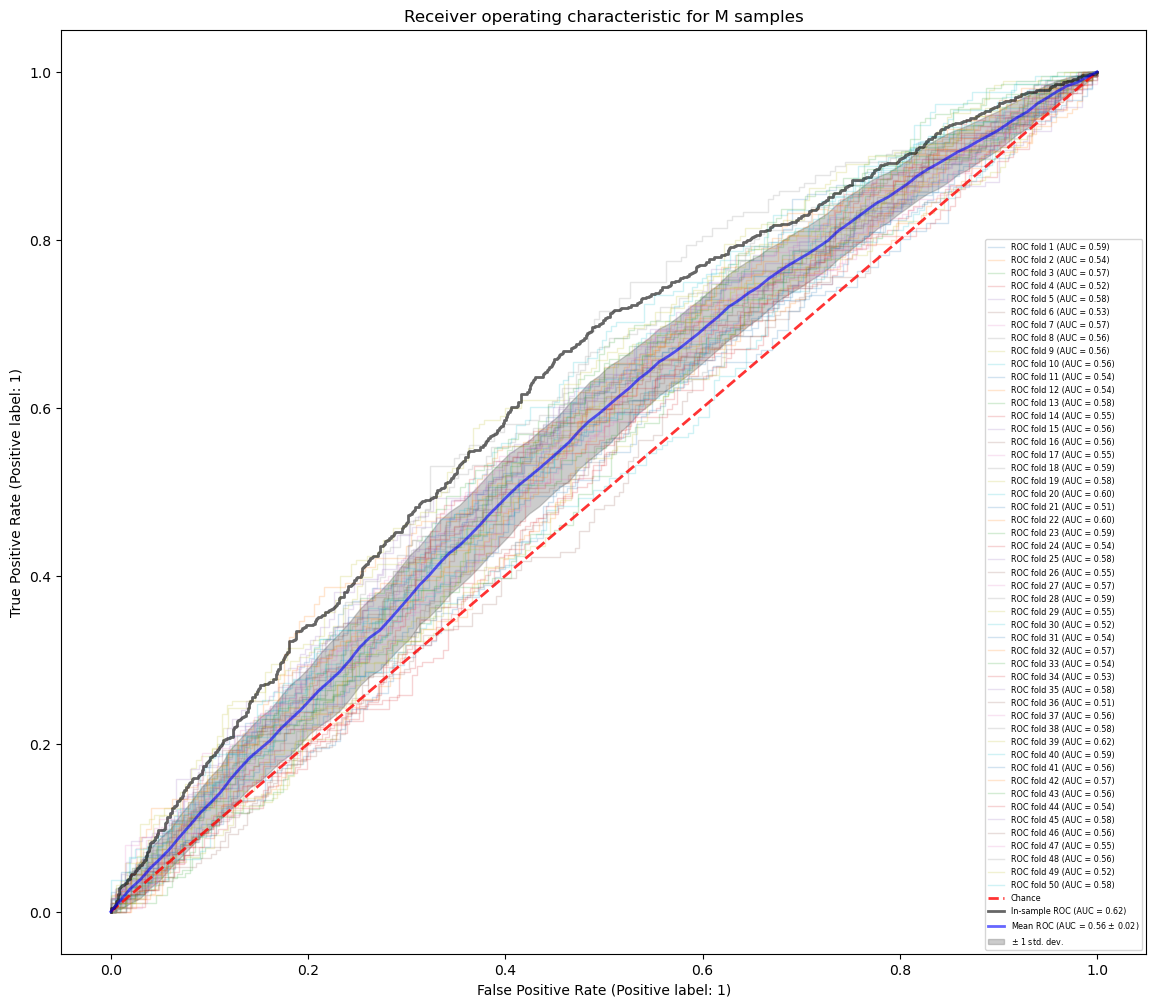 Receiver operating characteristic for M samples
True Positive Rate (Positive label: 1)
1.0
0.8
0.6
0.4
0.2
0.0
0.0 0.2 0.4 0.6 0.8 1.0
False Positive Rate (Positive label: 1)
ROC fold 1 (AUC = 0.59)
ROC fold 2 (AUC = 0.54)
ROC fold 3 (AUC = 0.57)
ROC fold 4 (AUC = 0.52)
ROC fold 5 (AUC = 0.58)
ROC fold 6 (AUC = 0.53)
ROC fold 7 (AUC = 0.57)
ROC fold 8 (AUC = 0.56)
ROC fold 9 (AUC = 0.56)
ROC fold 10 (AUC = 0.56)
ROC fold 11 (AUC = 0.54)
ROC fold 12 (AUC = 0.54)
ROC fold 13 (AUC = 0.58)
ROC fold 14 (AUC = 0.55)
ROC fold 15 (AUC = 0.56)
ROC fold 16 (AUC = 0.56)
ROC fold 17 (AUC = 0.55)
ROC fold 18 (AUC = 0.59)
ROC fold 19 (AUC = 0.58)
ROC fold 20 (AUC = 0.60)
ROC fold 21 (AUC = 0.51)
ROC fold 22 (AUC = 0.60)
ROC fold 23 (AUC = 0.59)
ROC fold 24 (AUC = 0.54)
ROC fold 25 (AUC = 0.58)
ROC fold 26 (AUC = 0.55)
ROC fold 27 (AUC = 0.57)
ROC fold 28 (AUC = 0.59)
ROC fold 29 (AUC = 0.55)
ROC fold 30 (AUC = 0.52)
ROC fold 31 (AUC = 0.54)
ROC fold 32 (AUC = 0.57)
ROC fold 33 (AUC = 0.54)
ROC fold 34 (AUC = 0.53)
ROC fold 35 (AUC = 0.58)
ROC fold 36 (AUC = 0.51)
ROC fold 37 (AUC = 0.56)
ROC fold 38 (AUC = 0.58)
ROC fold 39 (AUC = 0.62)
ROC fold 40 (AUC = 0.59)
ROC fold 41 (AUC = 0.56)
ROC fold 42 (AUC = 0.57)
ROC fold 43 (AUC = 0.56)
ROC fold 44 (AUC = 0.54)
ROC fold 45 (AUC = 0.58)
ROC fold 46 (AUC = 0.56)
ROC fold 47 (AUC = 0.55)
ROC fold 48 (AUC = 0.56)
ROC fold 49 (AUC = 0.52)
ROC fold 50 (AUC = 0.58)
Chance
In-sample ROC (AUC = 0.62)
Mean ROC (AUC = 0.56 ± 0.02)
± 1 std. dev.